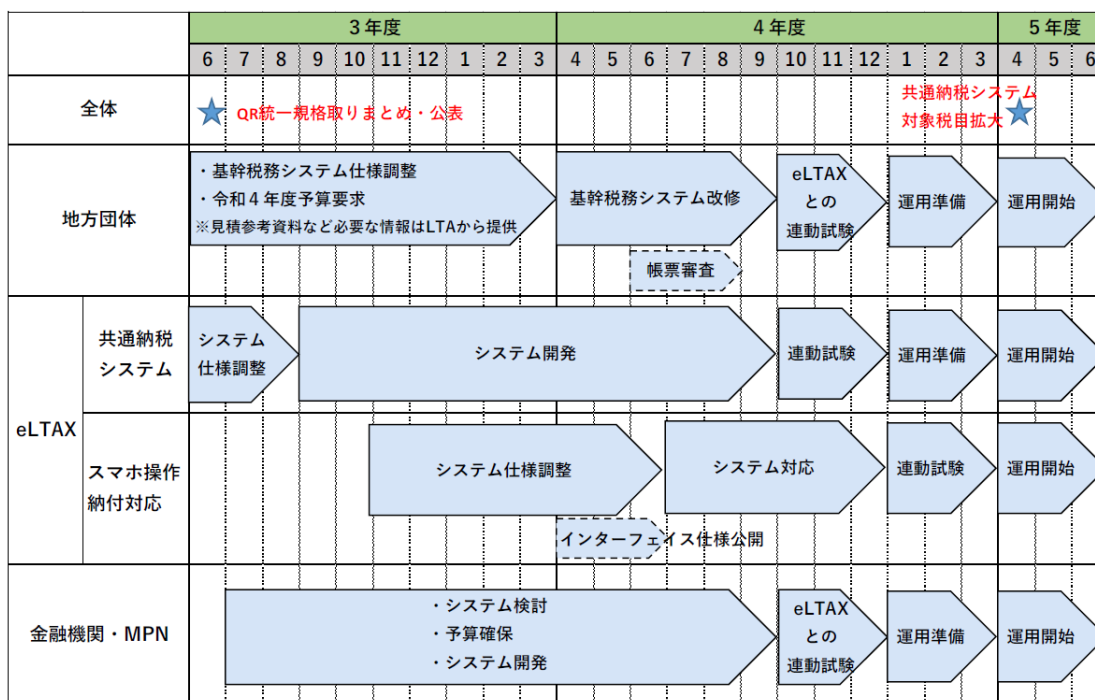 3年度
4年度
5年度
6 7 8 9 10 11 12 1 2 3 4 5 6 7 8 9 10 11 12 1 2 3 4 5 6
全体
QR統一規格取りまとめ・公表
共通納税システム
対象税目拡大
地方団体
・基幹税務システム仕様調整
・令和4年度予算要求
※見積参考資料など必要な情報はLTAから提供
基幹税務システム改修
eLTAX
との
連動試験
運用準備
運用開始
帳票審査
eLTAX
共通納税
システム
システム
仕様調整
システム開発
連動試験
運用準備
運用開始
スマホ操作
納付対応
システム仕様調整
システム対応
連動試験
運用開始
インターフェイス仕様公開
金融機関・MPN
・システム検討
・予算確保
・システム開発
eLTAX
との
連動試験
運用準備
運用開始